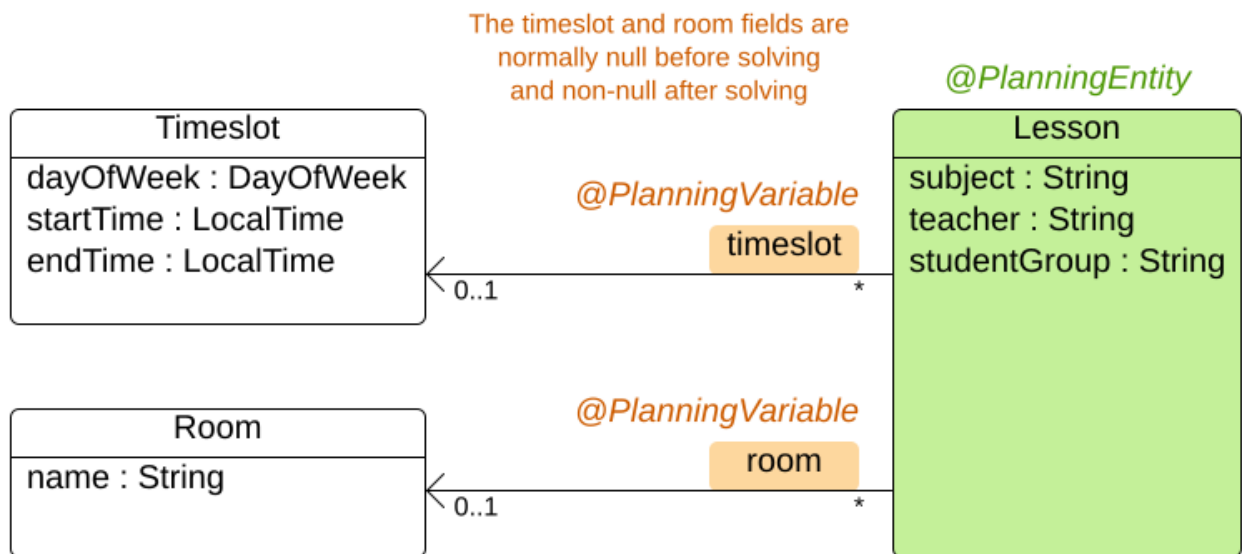 The timeslot and room fields are
normally null before solving
and non-null after solving
@PlanningEntity
Timeslot
dayOfWeek : DayOfWeek
startTime : LocalTime
endTime : LocalTime
@PlanningVariable
timeslot
0..1
*
Lesson
subject : String
teacher : String
studentGroup : String
Room
name : String
@PlanningVariable
room
0..1
*